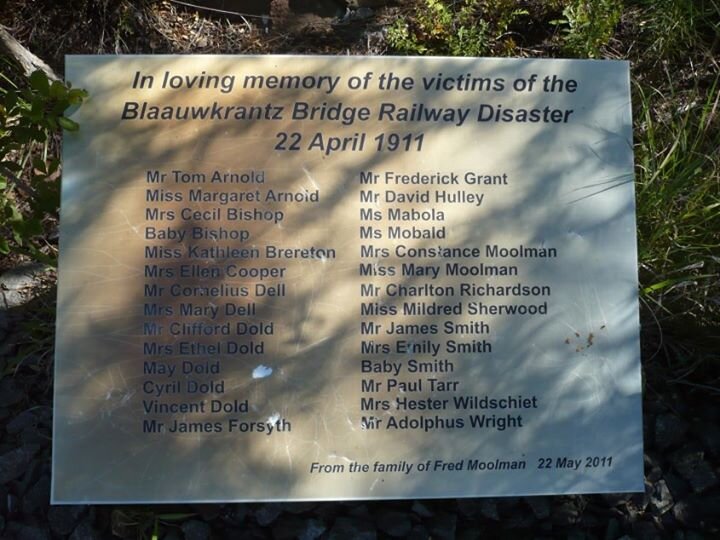 In loving memory of the victims of the
Blaauwkrantz Bridge Railway Disaster
22 April 1911
Mr Tom Arnold
Miss Margaret Arnold
Mrs Cecil Bishop
Baby Bishop
Miss Kathleen Brereton
Mrs Ellen Cooper
Mr Cornelius Dell
Mrs Mary Dell
Mr Clifford Dold
Mrs Ethel Dold
May Dold
Cyril Dold
Vincent Dold
Mr James Forsyth
Mr Frederick Grant
Mr David Hulley
Ms Mabola
Ms Mobald
Mrs Constance Moolman
Miss Mary Moolman
Mr Charlton Richardson
Miss Mildred Sherwood
Mr James Smith
Mrs Emily Smith
Baby Smith
Mr Paul Tarr
Mrs Hester Wildschiet
Mr Adolphus Wright
From the family of Fred Moolman 22 May 2011